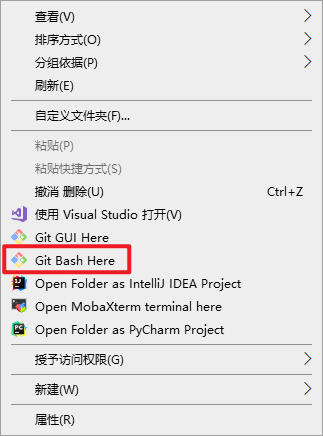 查看(V)
排序方式(O)
分组依据(P)
刷新(E)
自定义文件夹(F)...
粘贴(P)
粘贴快捷方式(S)
撤消 删除(U) Ctrl+Z
使用 Visual Studio 打开(V)
Git GUI Here
Git Bash Here
Open Folder as IntelliJ IDEA Project
Open MobaXterm terminal here
Open Folder as PyCharm Project
授予访问权限(G)
新建(W)
属性(R)